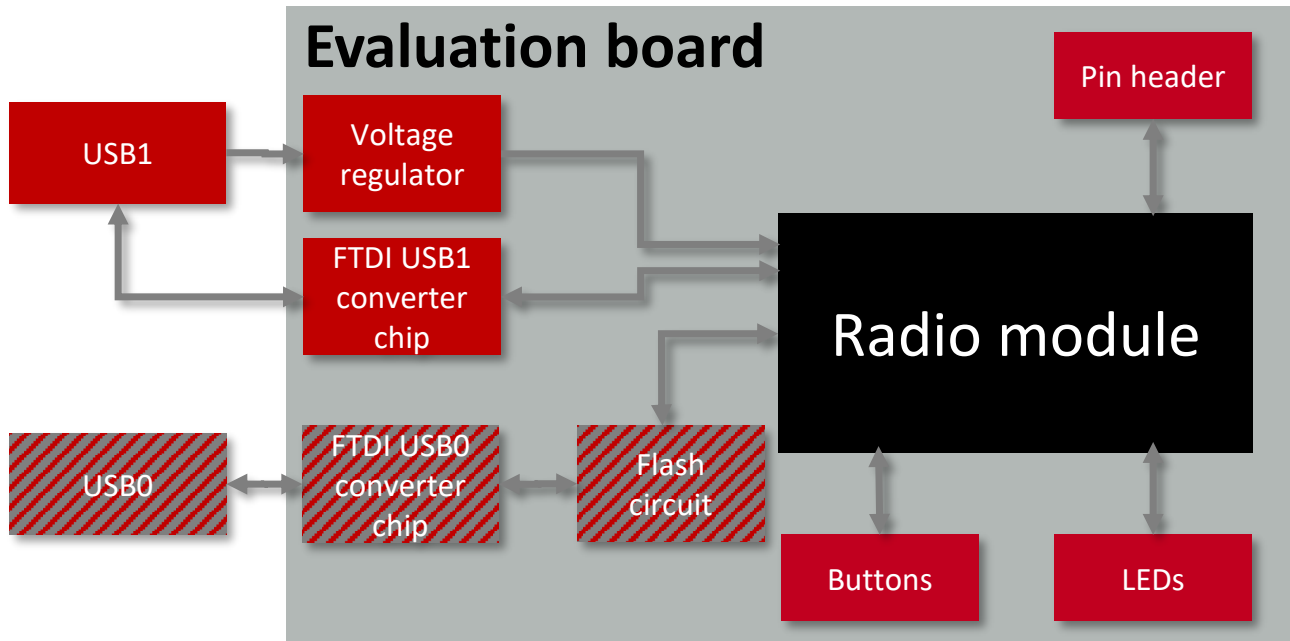 Evaluation board
Pin header
USB1
Voltage
regulator
FTDI USB1
converter
chip
Radio module
USB0
FTDI USB0
converter
chip
Flash
circuit
Buttons
LEDs